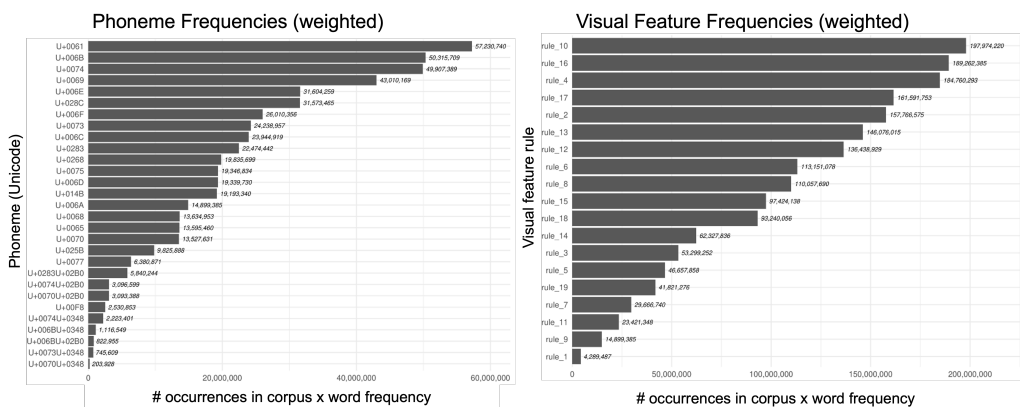 Phoneme Frequencies (weighted)
Phoneme (Unicode)
U+0061 57,230,740
U+006B 50,315,709
U+0074 49,907,389
U+0069 43,010,169
U+006E 31,604,259
U+028C 31,573,465
U+006F 26,010,356
U+0073 24,238,957
U+006C 23,944,919
U+0283 22,474,442
U+0268 19,835,699
U+0075 19,346,834
U+006D 19,339,730
U+014B 19,193,340
U+006A 14,899,385
U+0068 13,634,953
U+0065 13,595,460
U+0070 13,527,631
U+025B 9,825,888
U+0077 6,380,871
U+0283U+02B0 5,840,244
U+0074U+02B0 3,096,599
U+0070U+02B0 3,093,388
U+00F8 2,530,853
U+0074U+0348 2,223,401
U+006BU+0348 1,116,549
U+006BU+02B0 822,955
U+0073U+0348 745,609
U+0070U+0348 203,928
0 20,000,000 40,000,000 60,000,000
# occurrences in corpus x word frequency
Visual Feature Frequencies (weighted)
Visual feature rule
rule_10 197,974,220
rule_16 189,262,385
rule_4 184,760,293
rule_17 161,591,753
rule_2 157,766,575
rule_13 146,076,015
rule_12 136,438,929
rule_6 113,151,078
rule_8 110,057,690
rule_15 97,424,138
rule_18 93,240,056
rule_14 62,327,836
rule_3 53,299,252
rule_5 46,657,858
rule_19 41,821,276
rule_7 29,666,740
rule_11 23,421,348
rule_9 14,899,385
rule_1 4,289,487
0 50,000,000 100,000,000 150,000,000 200,000,000
# occurrences in corpus x word frequency